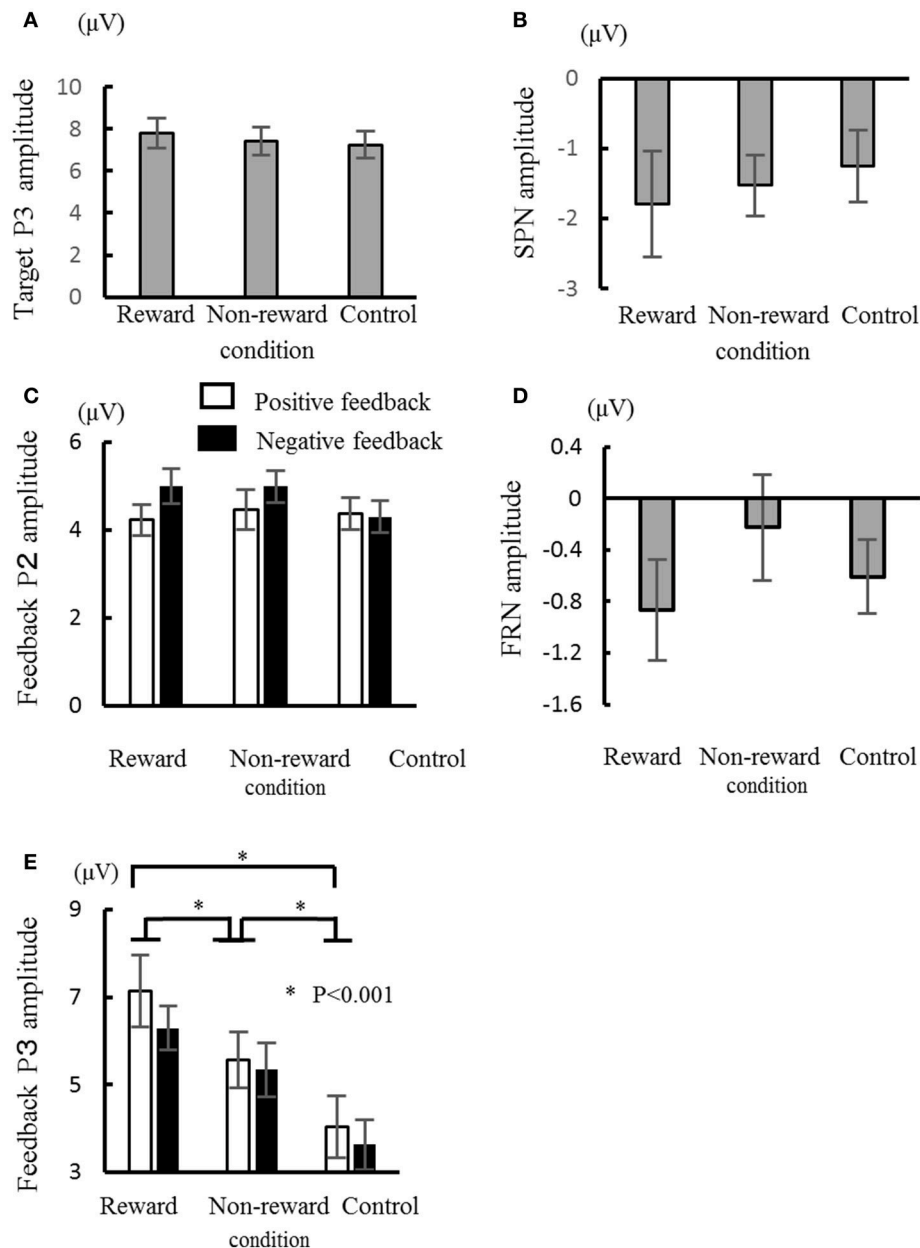 A (μV)
Target P3 amplitude
10
8
6
4
2
0
Reward Non-reward Control
condition
B (μV)
SPN amplitude
0
-1
-2
-3
Reward Non-reward Control
condition
C (μV)
Positive feedback
Negative feedback
Feedback P2 amplitude
6
4
2
0
Reward Non-reward Control
condition
D (μV)
FRN amplitude
0.4
0
-0.4
-0.8
-1.2
-1.6
Reward Non-reward Control
condition
E (μV)
*
* *
* P<0.001
Feedback P3 amplitude
9
7
5
3
Reward Non-reward Control
condition